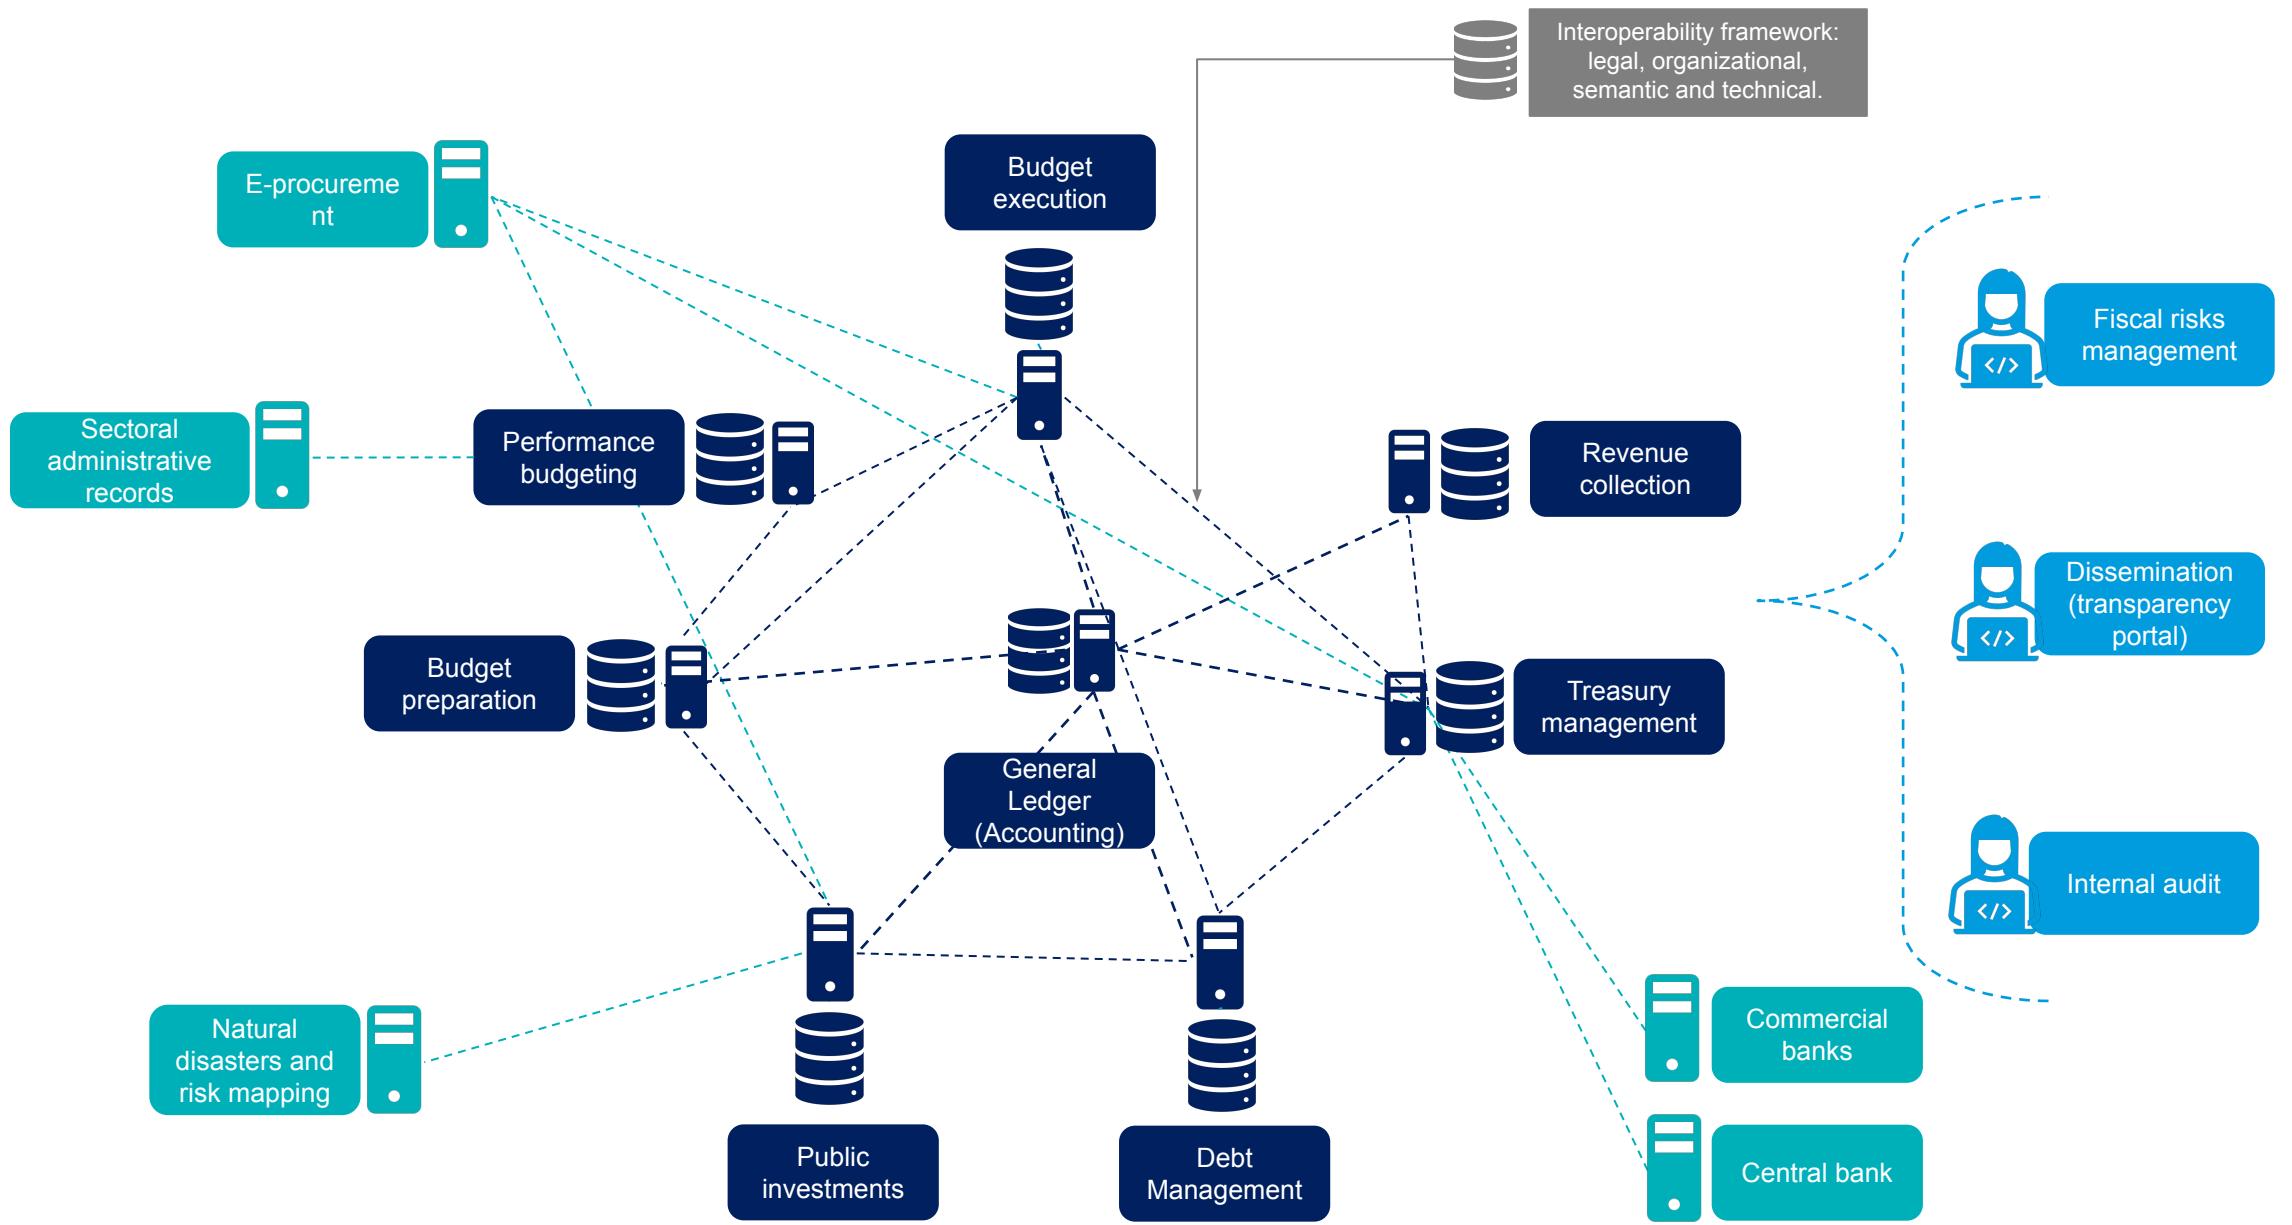 Interoperability framework:
legal, organizational,
semantic and technical.
Budget
execution
E-procureme
nt
Fiscal risks
management
Sectoral
administrative
records
Performance
budgeting
Revenue
collection
Dissemination
(transparency
portal)
Budget
preparation
Treasury
management
General
Ledger
(Accounting)
Internal audit
Natural
disasters and
risk mapping
Commercial
banks
Public
investments
Debt
Management
Central bank